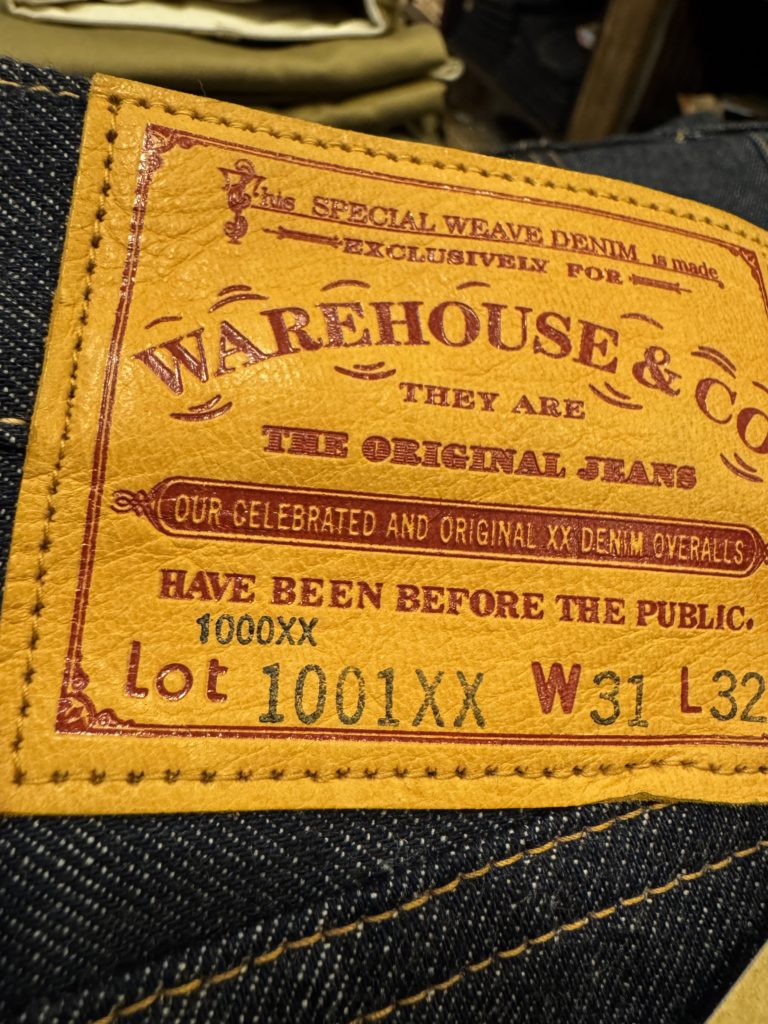 This SPECIAL WEAVE DENIM is made
EXCLUSIVELY FOR
WAREHOUSE & CO
THEY ARE
THE ORIGINAL JEANS
OUR CELEBRATED AND ORIGINAL XX DENIM OVERALLS
HAVE BEEN BEFORE THE PUBLIC.
1000XX
Lot 1001XX W31 L32